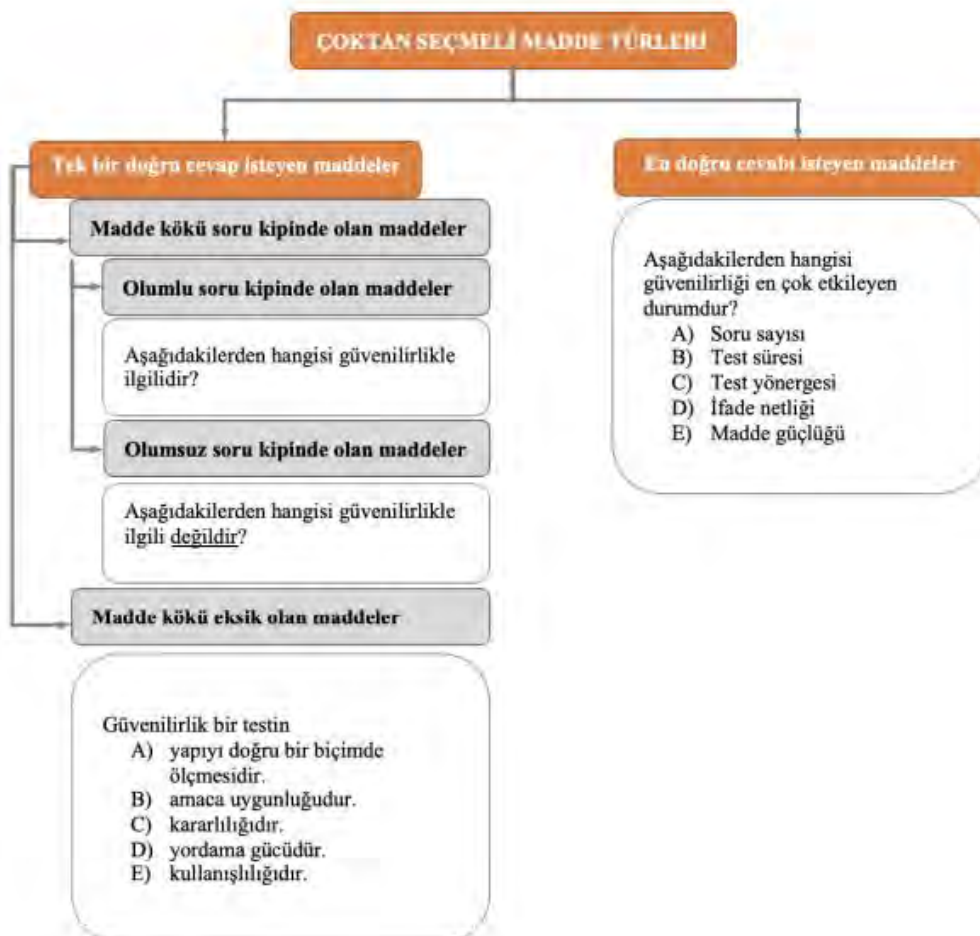 ÇOKTAN SEÇMELİ MADDE TÜRLERİ
Tek bir doğru cevap isteyen maddeler
Madde kökü soru kipinde olan maddeler
Olumlu soru kipinde olan maddeler
Aşağıdakilerden hangisi güvenilirlikle
ilgilidir?
Olumsuz soru kipinde olan maddeler
Aşağıdakilerden hangisi güvenilirlikle
ilgili değildir?
Madde kökü eksik olan maddeler
Güvenilirlik bir testin
A) yapıyı doğru bir biçimde
ölçmesidir.
B) amaca uygunluğudur.
C) kararlılığıdır.
D) yordama gücüdür.
E) kullanışlılığıdır.
En doğru cevabı isteyen maddeler
Aşağıdakilerden hangisi
güvenilirliği en çok etkileyen
durumdur?
A) Soru sayısı
B) Test süresi
C) Test yönergesi
D) İfade netliği
E) Madde güçlüğü